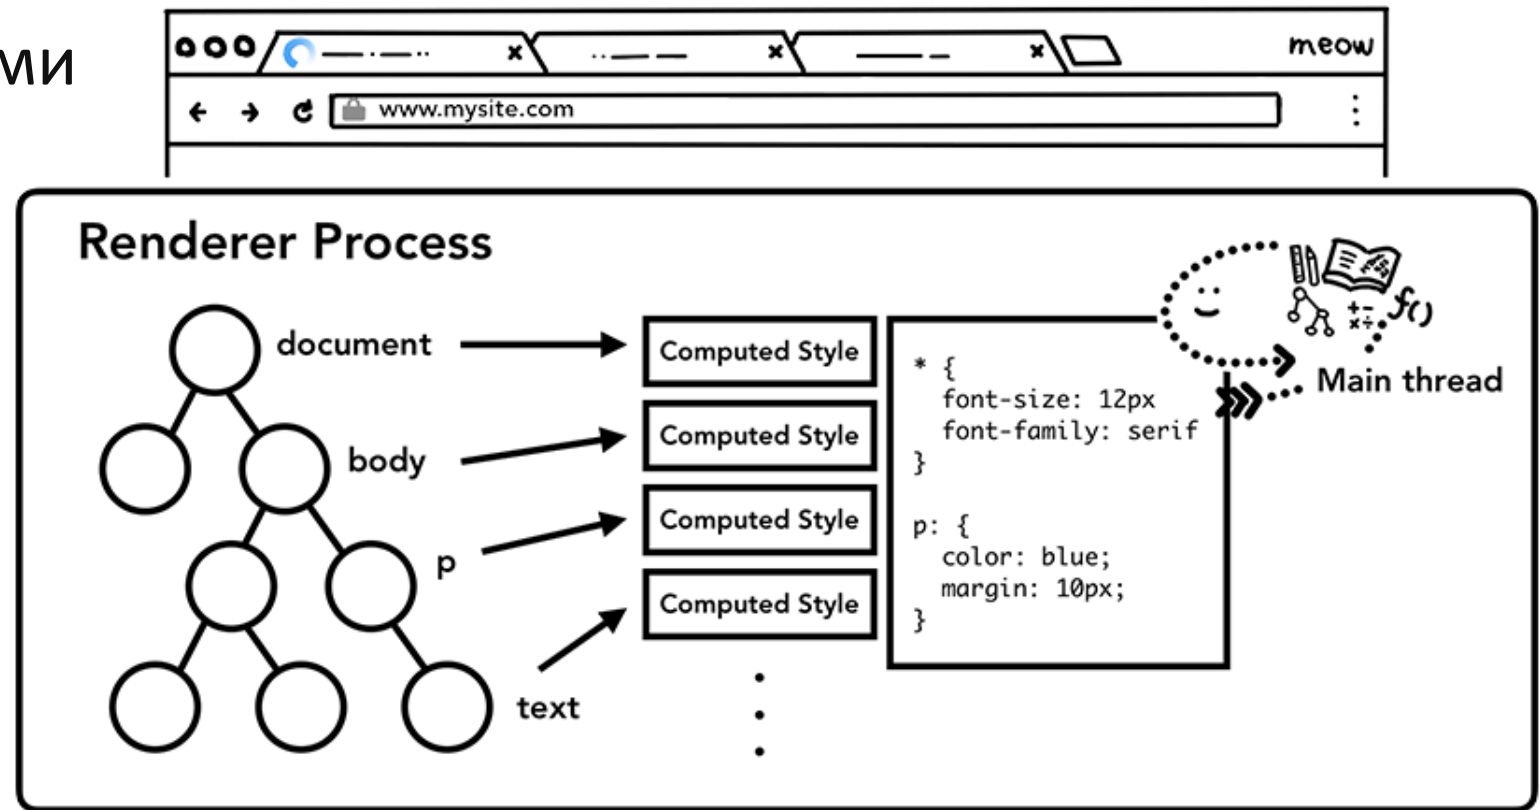 ми
meow
www.mysite.com
Renderer Process
document
body
p
text
Computed Style
Computed Style
Computed Style
Computed Style
* {
font-size: 12px
font-family: serif
}
p: {
color: blue;
margin: 10px;
}
+-
×÷
f()
Main thread